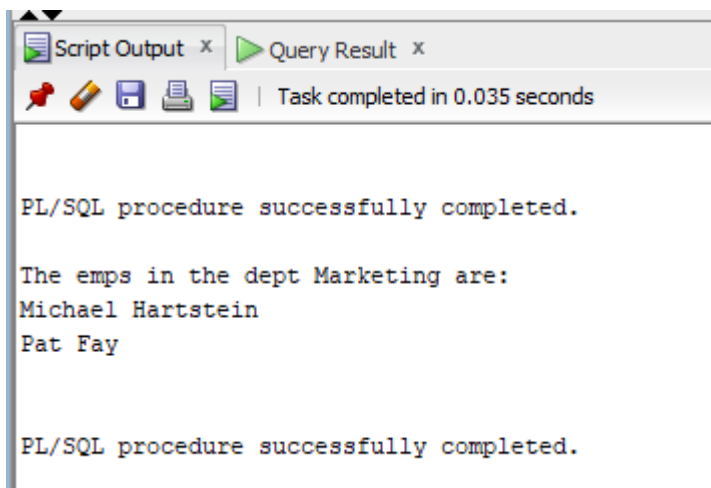 Script Output x Query Result x
Task completed in 0.035 seconds
PL/SQL procedure successfully completed.
The emps in the dept Marketing are:
Michael Hartstein
Pat Fay
PL/SQL procedure successfully completed.